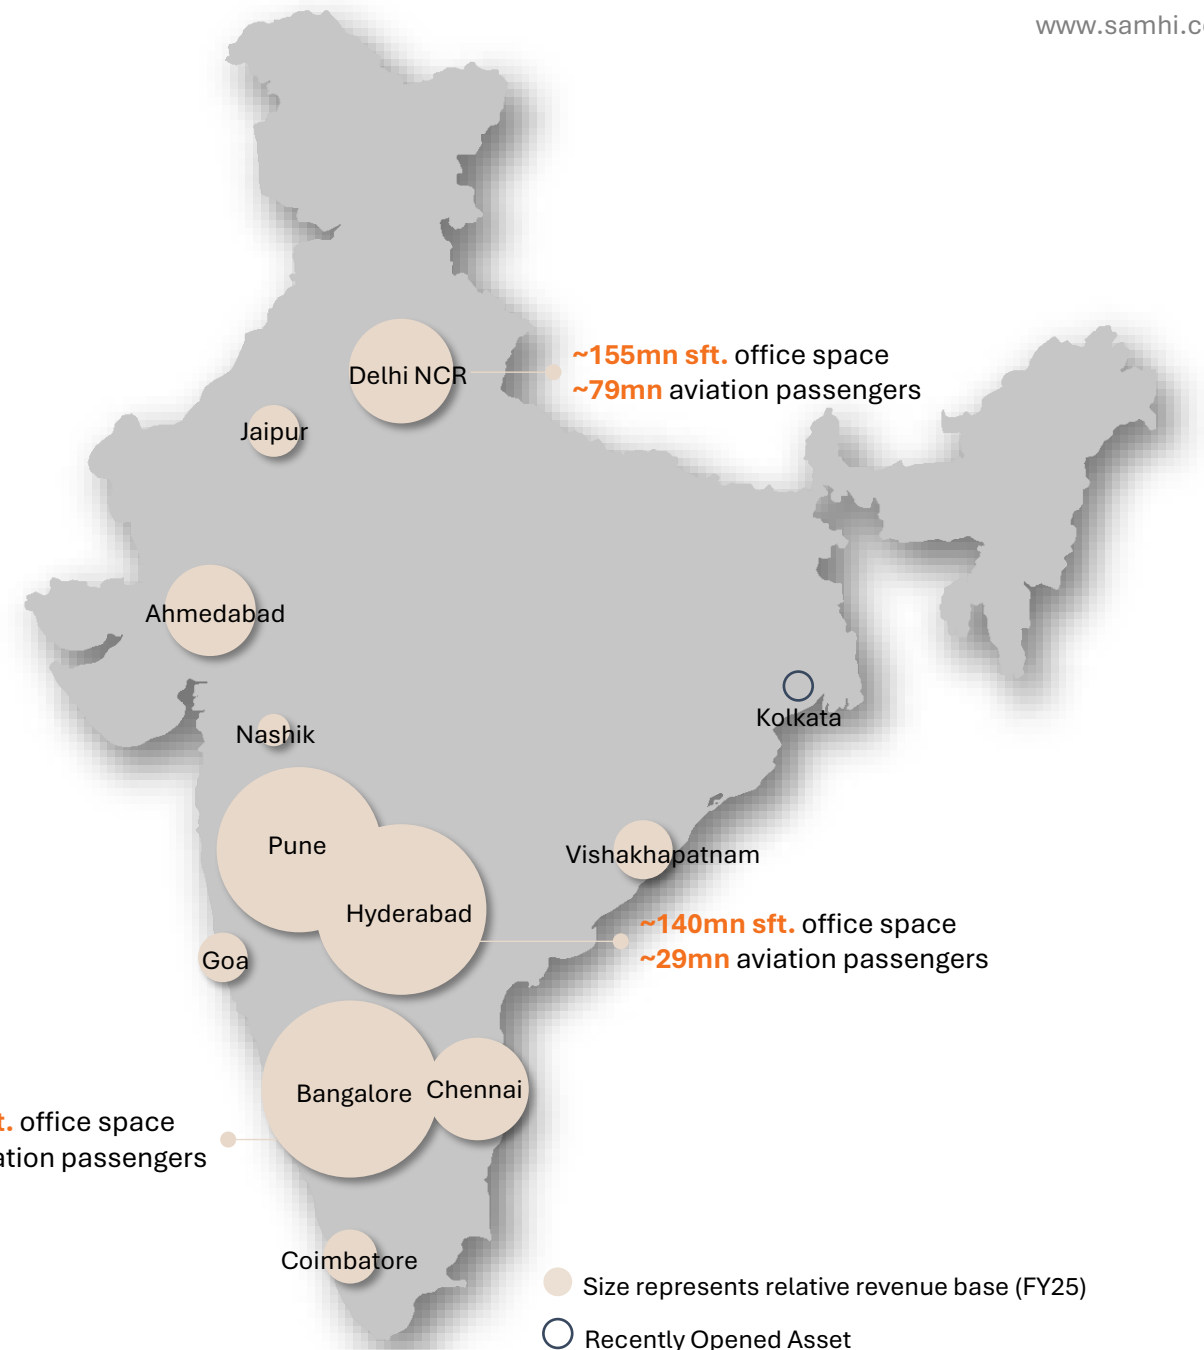 www.samhi.c
~155mn sft. office space
Delhi NCR
~79mn aviation passengers
Jaipur
Ahmedabad
Kolkata
Nashik
Pune
Vishakhapatnam
Hyderabad
~140mn sft. office space
Goa
~29mn aviation passengers
Bangalore
Chennai
office space
passengers
Coimbatore
Size represents relative revenue base (FY25)
Recently Opened Asset